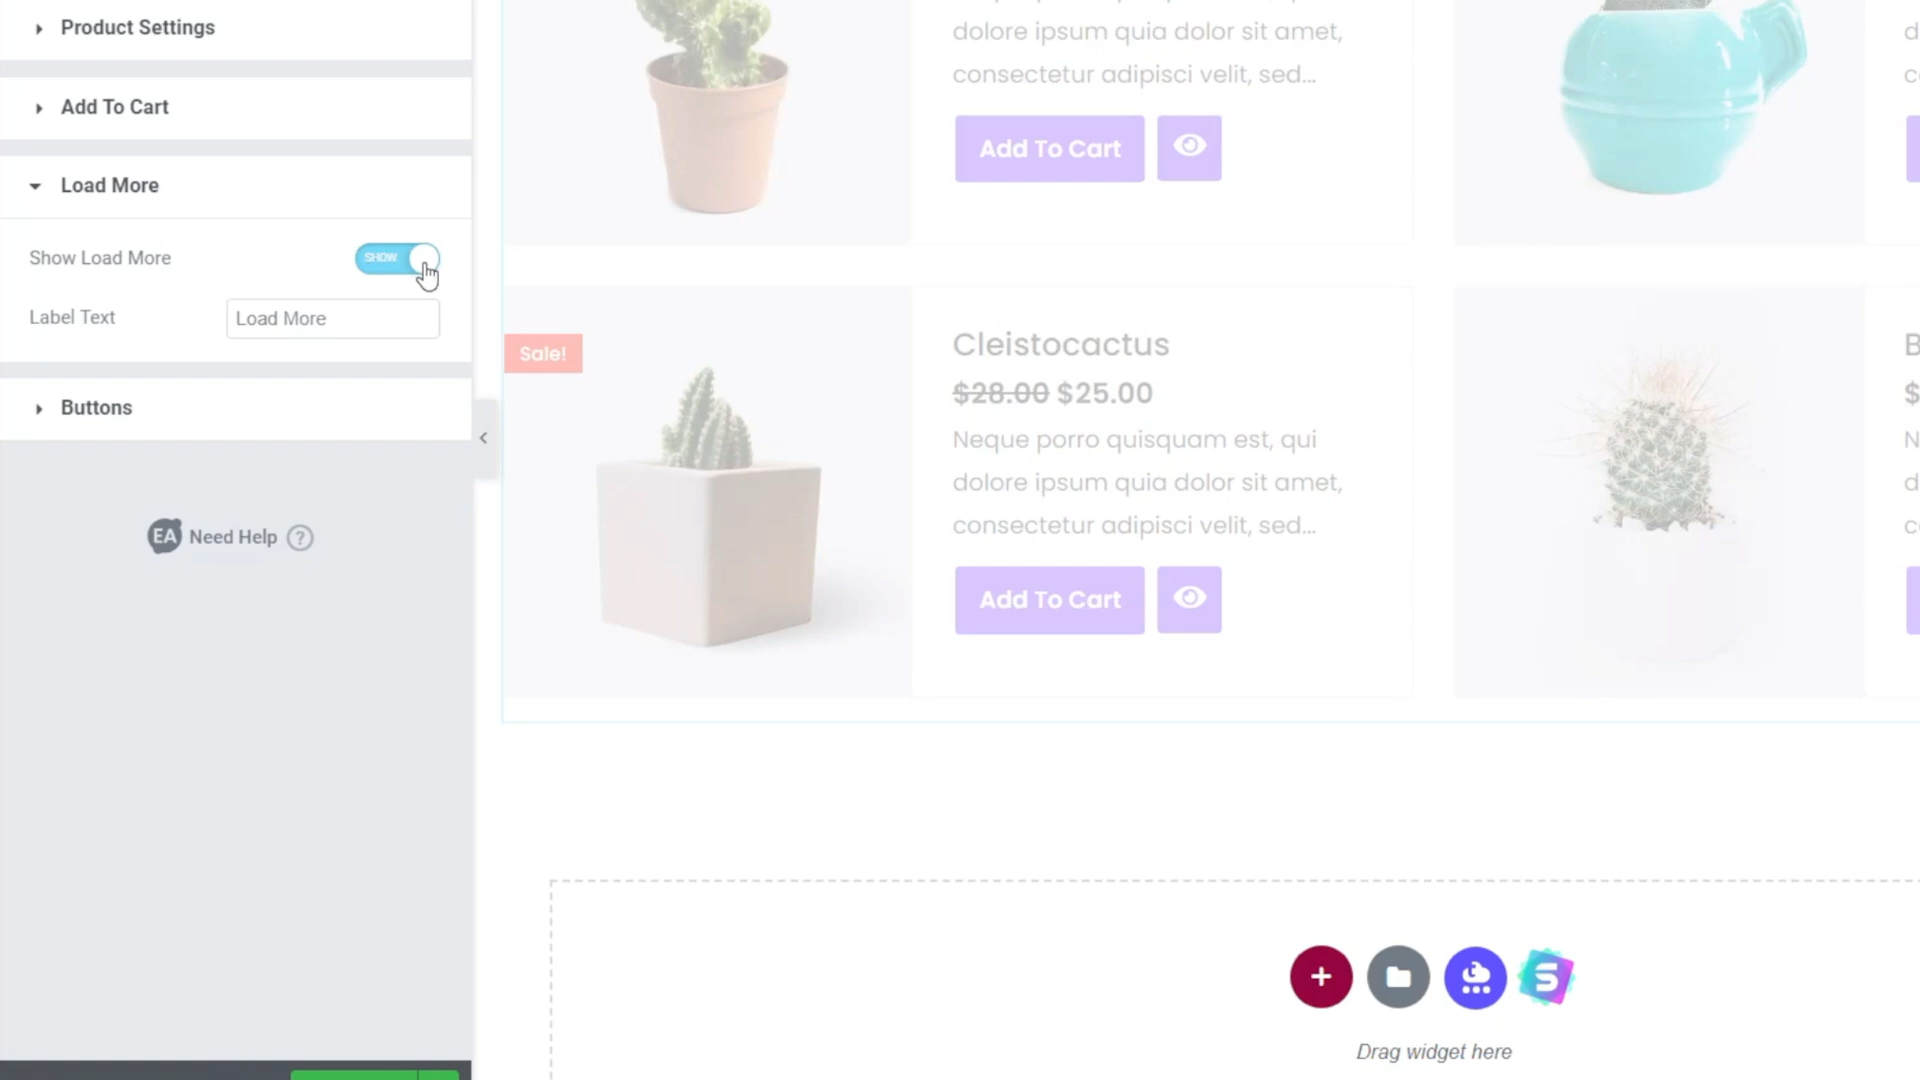 Product Settings
Add To Cart
Load More
Show Load More
SHOW
Label Text
Load More
Buttons
EA Need Help ?
dolore ipsum quia dolor sit amet,
consectetur adipisci velit, sed...
Add To Cart
Sale!
Cleistocactus
$28.00 $25.00
Neque porro quisquam est, qui
dolore ipsum quia dolor sit amet,
consectetur adipisci velit, sed...
Add To Cart
Drag widget here